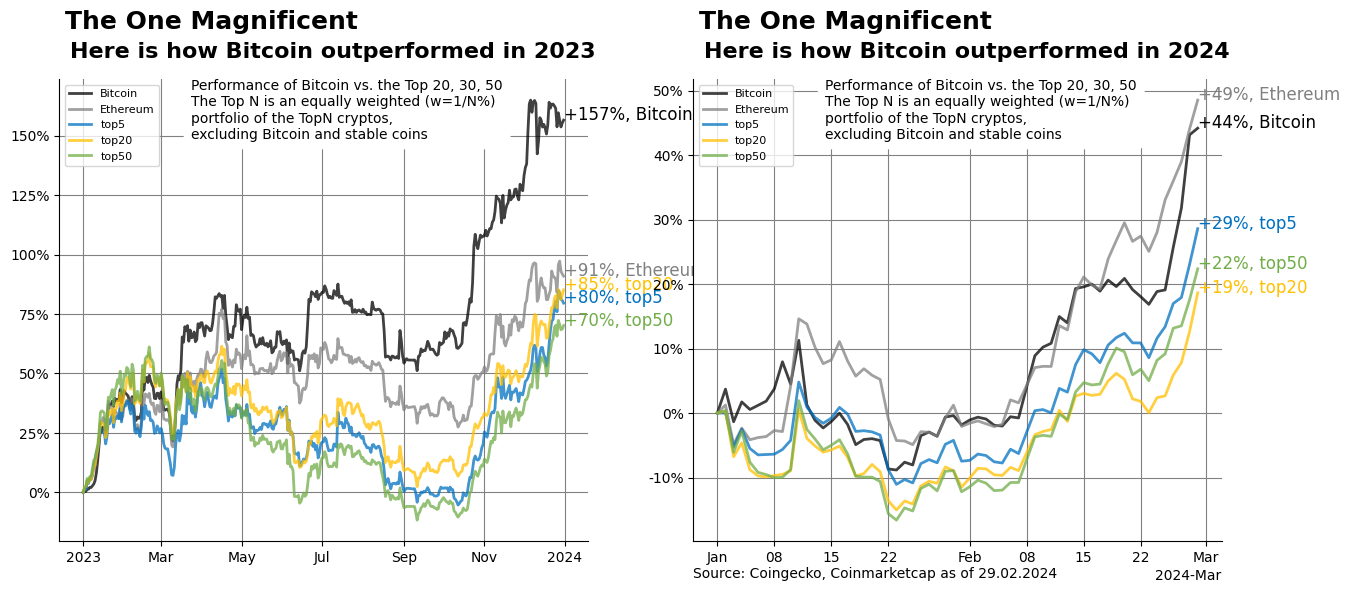 The One Magnificent
Here is how Bitcoin outperformed in 2023
Performance of Bitcoin vs. the Top 20, 30, 50
The Top N is an equally weighted (w=1/N%)
portfolio of the TopN cryptos,
excluding Bitcoin and stable coins
Bitcoin
Ethereum
top5
top20
top50
150%
125%
100%
75%
50%
25%
0%
+157%, Bitcoin
+91%, Ethereum
+85%, top20
+80%, top5
+70%, top50
2023
Mar
May
Jul
Sep
Nov
2024
The One Magnificent
Here is how Bitcoin outperformed in 2024
Performance of Bitcoin vs. the Top 20, 30, 50
The Top N is an equally weighted (w=1/N%)
portfolio of the TopN cryptos,
excluding Bitcoin and stable coins
Bitcoin
Ethereum
top5
top20
top50
50%
40%
30%
20%
10%
0%
-10%
+49%, Ethereum
+44%, Bitcoin
+29%, top5
+22%, top50
+19%, top20
Jan
08
15
22
Feb
08
15
22
Mar
2024-Mar
Source: Coingecko, Coinmarketcap as of 29.02.2024